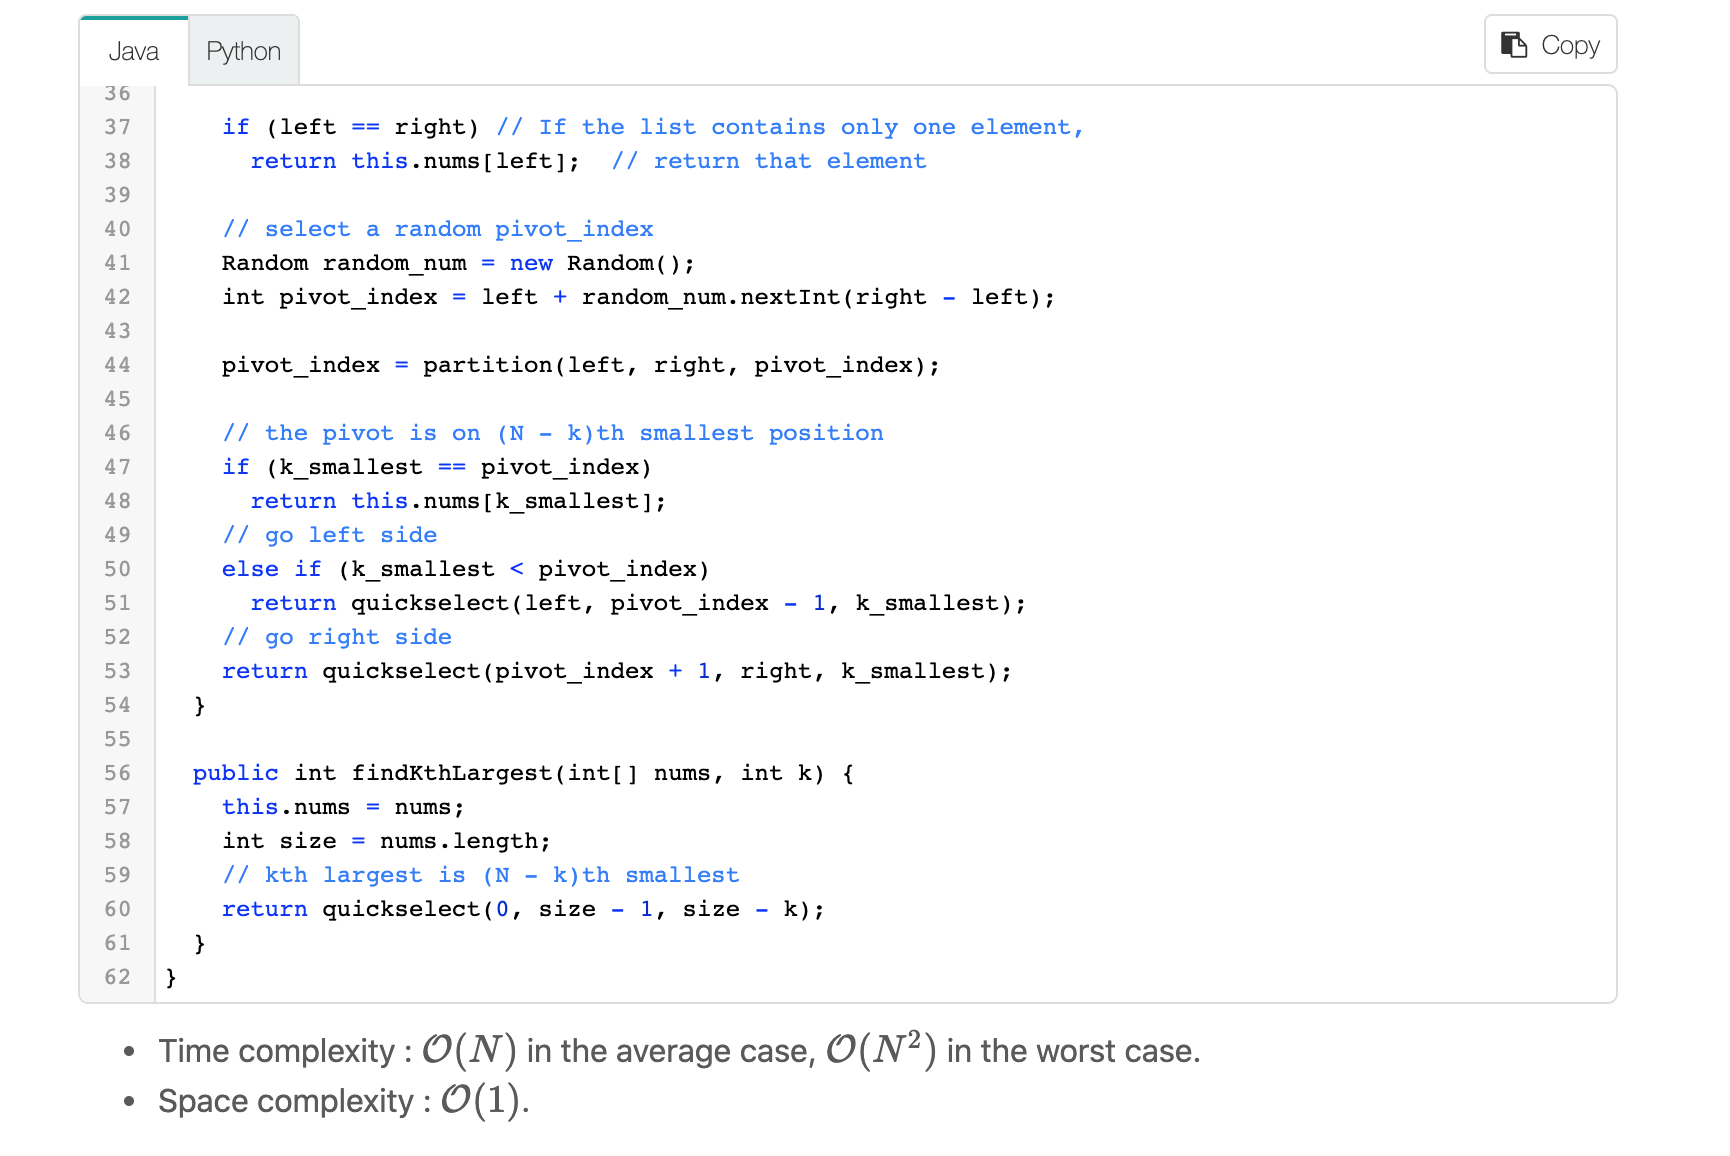 Java
Python
Copy
36
37 if (left == right) // If the list contains only one element,
38 return this.nums[left]; // return that element
39
40 // select a random pivot_index
41 Random random_num = new Random();
42 int pivot_index = left + random_num.nextInt(right - left);
43
44 pivot_index = partition(left, right, pivot_index);
45
46 // the pivot is on (N - k)th smallest position
47 if (k_smallest == pivot_index)
48 return this.nums[k_smallest];
49 // go left side
50 else if (k_smallest < pivot_index)
51 return quickselect(left, pivot_index - 1, k_smallest);
52 // go right side
53 return quickselect(pivot_index + 1, right, k_smallest);
54 }
55
56 public int findKthLargest(int[] nums, int k) {
57 this.nums = nums;
58 int size = nums.length;
59 // kth largest is (N - k)th smallest
60 return quickselect(0, size - 1, size - k);
61 }
62 }
• Time complexity : O(N) in the average case, O(N²) in the worst case.
• Space complexity : O(1).